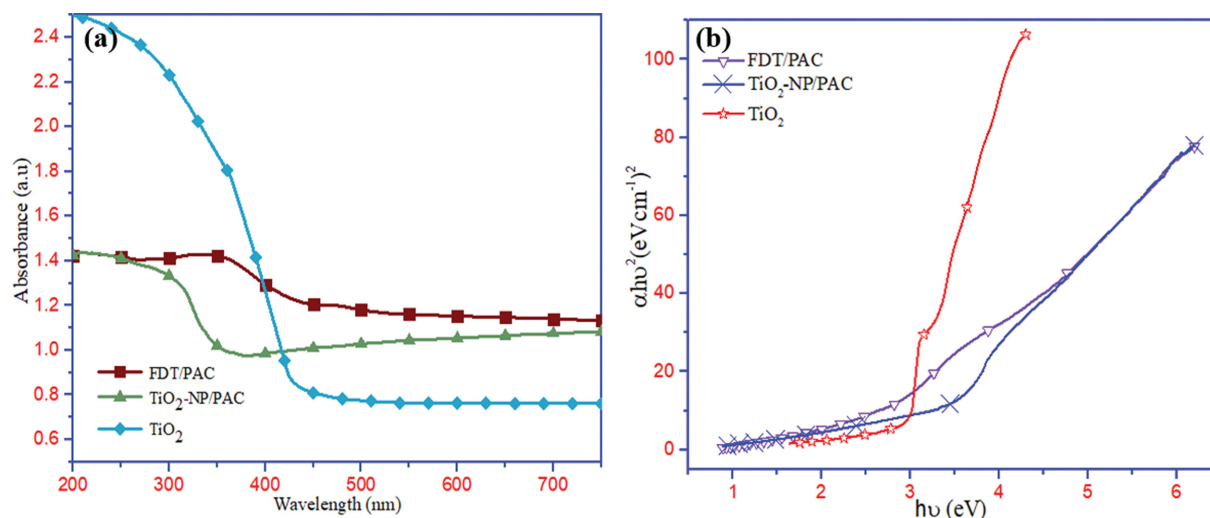 (a)
Absorbance (a.u)
2.4
2.2
2.0
1.8
1.6
1.4
1.2
1.0
0.8
0.6
FDT/PAC
TiO₂-NP/PAC
TiO₂
200 300 400 500 600 700
Wavelength (nm)
(b)
αhυ² (eVcm⁻¹)²
100
80
60
40
20
0
FDT/PAC
TiO₂-NP/PAC
TiO₂
1 2 3 4 5 6
hυ (eV)